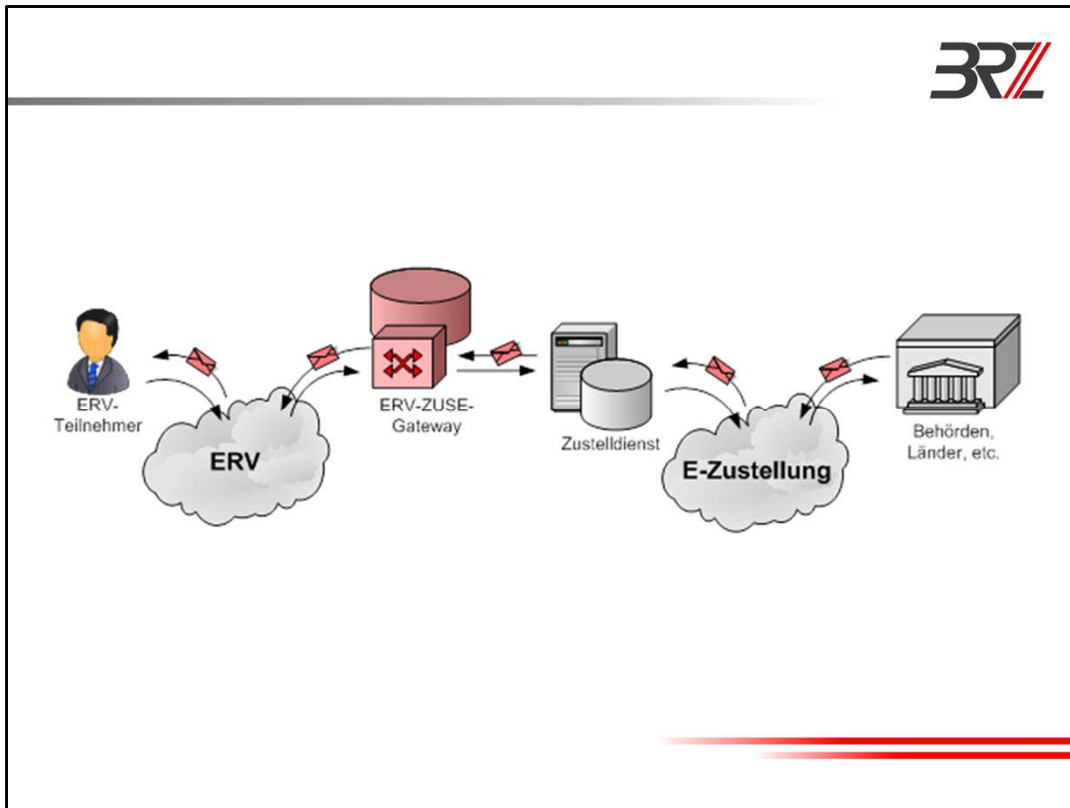 BRZ
ERV-
Teilnehmer
ERV
ERV-ZUSE-
Gateway
Zustelldienst
E-Zustellung
Behörden,
Länder, etc.